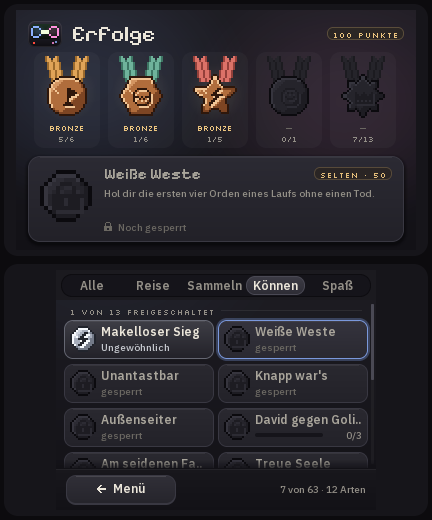 Erfolge
100 PUNKTE
BRONZE BRONZE BRONZE — —
5/6 1/6 1/5 0/1 7/13
Weiße Weste
SELTEN · 50
Hol dir die ersten vier Orden eines Laufs ohne einen Tod.
Noch gesperrt
Alle Reise Sammeln Können Spaß
1 VON 13 FREIGESCHALTET
Makelloser Sieg
Ungewöhnlich
Weiße Weste
gesperrt
Unantastbar
gesperrt
Knapp war's
gesperrt
Außenseiter
gesperrt
David gegen Goli..
0/3
Am seidenen Fa..
Treue Seele
← Menü
7 von 63 · 12 Arten